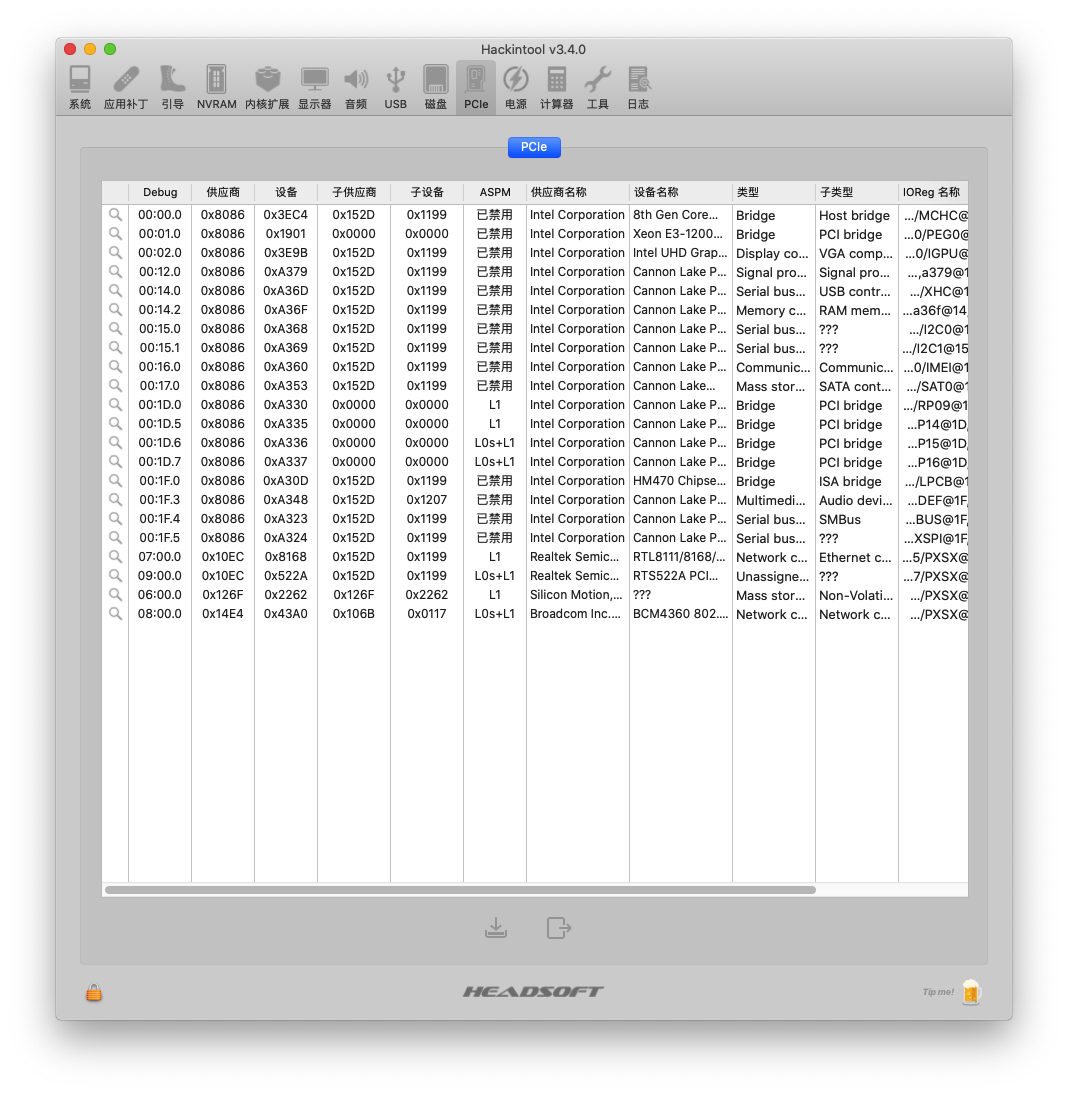 Hackintool v3.4.0
系统 应用补丁 引导 NVRAM 内核扩展 显示器 音频 USB 磁盘 PCIe 电源 计算器 工具 日志
PCIe
Debug 供应商 设备 子供应商 子设备 ASPM 供应商名称 设备名称 类型 子类型 IOReg 名称
00:00.0 0x8086 0x3EC4 0x152D 0x1199 已禁用 Intel Corporation 8th Gen Core... Bridge Host bridge .../MCHC@
00:01.0 0x8086 0x1901 0x0000 0x0000 已禁用 Intel Corporation Xeon E3-1200... Bridge PCI bridge ...0/PEG0@
00:02.0 0x8086 0x3E9B 0x152D 0x1199 已禁用 Intel Corporation Intel UHD Grap... Display co... VGA comp... ...0/IGPU@
00:12.0 0x8086 0xA379 0x152D 0x1199 已禁用 Intel Corporation Cannon Lake P... Signal pro... Signal pro... ...,a379@1
00:14.0 0x8086 0xA36D 0x152D 0x1199 已禁用 Intel Corporation Cannon Lake P... Serial bus... USB contr... .../XHC@1
00:14.2 0x8086 0xA36F 0x152D 0x1199 已禁用 Intel Corporation Cannon Lake P... Memory c... RAM mem... ...a36f@14,
00:15.0 0x8086 0xA368 0x152D 0x1199 已禁用 Intel Corporation Cannon Lake P... Serial bus... ??? .../I2C0@1
00:15.1 0x8086 0xA369 0x152D 0x1199 已禁用 Intel Corporation Cannon Lake P... Serial bus... ??? .../I2C1@15
00:16.0 0x8086 0xA360 0x152D 0x1199 已禁用 Intel Corporation Cannon Lake P... Communic... Communic... ...0/IMEI@1
00:17.0 0x8086 0xA353 0x152D 0x1199 已禁用 Intel Corporation Cannon Lake... Mass stor... SATA cont... .../SAT0@1
00:1D.0 0x8086 0xA330 0x0000 0x0000 L1 Intel Corporation Cannon Lake P... Bridge PCI bridge .../RP09@1
00:1D.5 0x8086 0xA335 0x0000 0x0000 L1 Intel Corporation Cannon Lake P... Bridge PCI bridge ...P14@1D,
00:1D.6 0x8086 0xA336 0x0000 0x0000 L0s+L1 Intel Corporation Cannon Lake P... Bridge PCI bridge ...P15@1D,
00:1D.7 0x8086 0xA337 0x0000 0x0000 L0s+L1 Intel Corporation Cannon Lake P... Bridge PCI bridge ...P16@1D,
00:1F.0 0x8086 0xA30D 0x152D 0x1199 已禁用 Intel Corporation HM470 Chipse... Bridge ISA bridge .../LPCB@1
00:1F.3 0x8086 0xA348 0x152D 0x1207 已禁用 Intel Corporation Cannon Lake P... Multimedi... Audio devi... ...DEF@1F,
00:1F.4 0x8086 0xA323 0x152D 0x1199 已禁用 Intel Corporation Cannon Lake P... Serial bus... SMBus ...BUS@1F,
00:1F.5 0x8086 0xA324 0x152D 0x1199 已禁用 Intel Corporation Cannon Lake P... Serial bus... ??? ...XSPI@1F,
07:00.0 0x10EC 0x8168 0x152D 0x1199 L1 Realtek Semic... RTL8111/8168/... Network c... Ethernet c... ...5/PXSX@
09:00.0 0x10EC 0x522A 0x152D 0x1199 L0s+L1 Realtek Semic... RTS522A PCI... Unassigne... ??? ...7/PXSX@
06:00.0 0x126F 0x2262 0x126F 0x2262 L1 Silicon Motion,... ??? Mass stor... Non-Volati... .../PXSX@
08:00.0 0x14E4 0x43A0 0x106B 0x0117 L0s+L1 Broadcom Inc.... BCM4360 802.... Network c... Network c... .../PXSX@
HEADSOFT
Tip me!